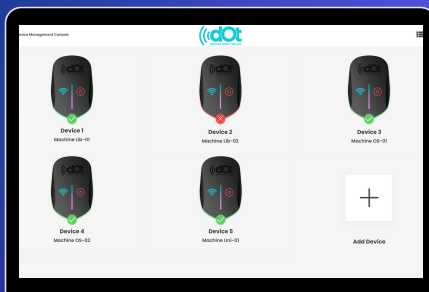 Device Management Console
dOt
Device 1
Machine Lib-01
Device 2
Machine Lib-02
Device 3
Machine OS-01
Device 4
Machine OS-02
Device 5
Machine Uni-01
Add Device